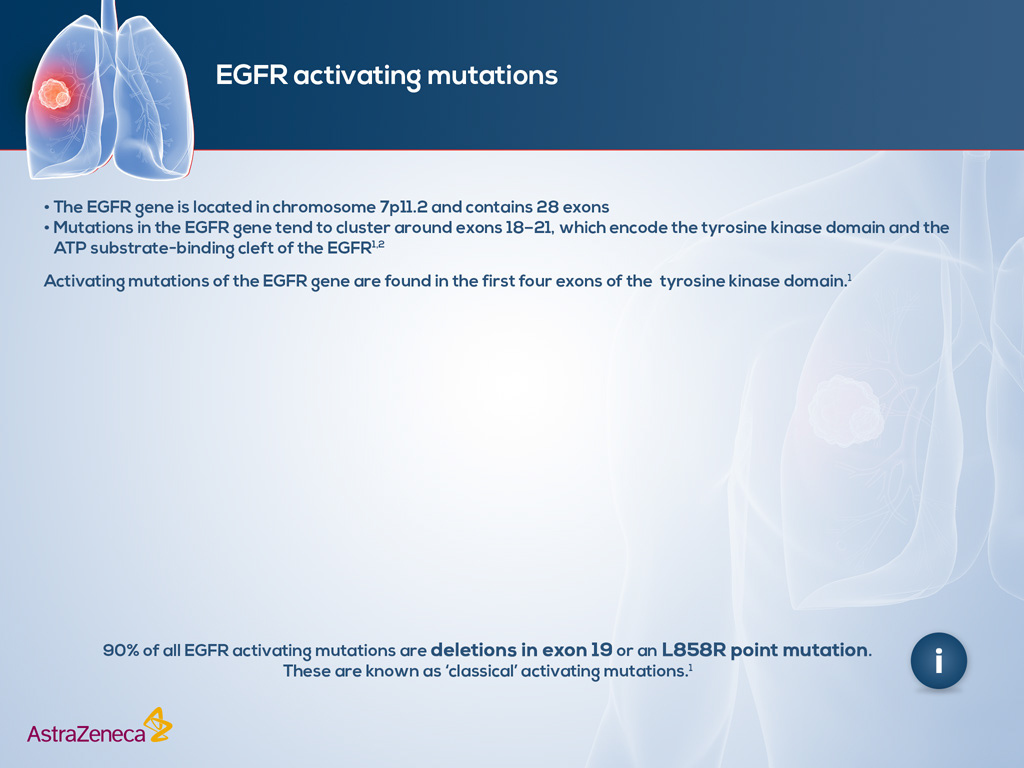 EGFR activating mutations
• The EGFR gene is located in chromosome 7p11.2 and contains 28 exons
• Mutations in the EGFR gene tend to cluster around exons 18–21, which encode the tyrosine kinase domain and the
ATP substrate-binding cleft of the EGFR1,2
Activating mutations of the EGFR gene are found in the first four exons of the tyrosine kinase domain.1
90% of all EGFR activating mutations are deletions in exon 19 or an L858R point mutation.
These are known as ‘classical’ activating mutations.1
i
AstraZeneca